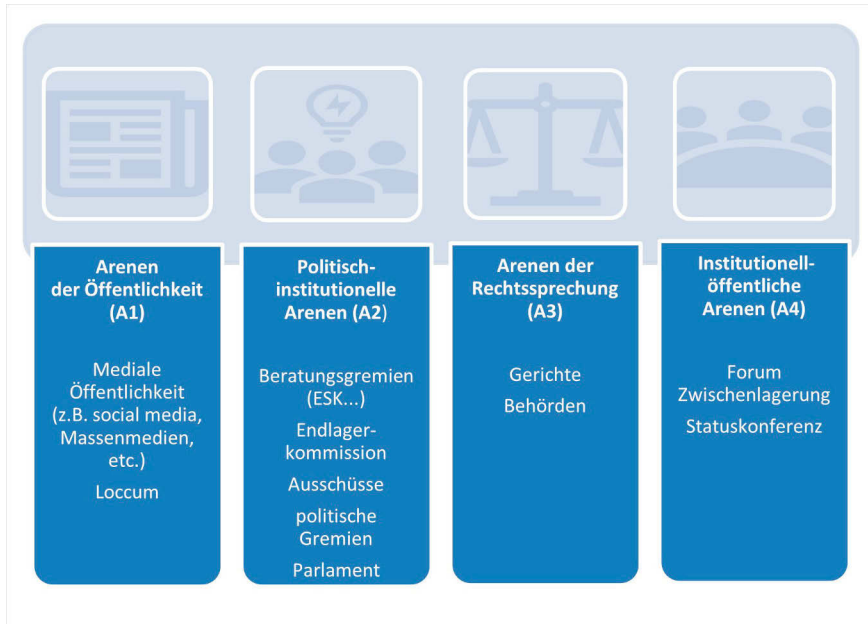 Arenen
der Öffentlichkeit
(A1)
Mediale
Öffentlichkeit
(z.B. social media,
Massenmedien,
etc.)
Loccum
Politisch-
institutionelle
Arenen (A2)
Beratungsgremien
(ESK...)
Endlager-
kommission
Ausschüsse
politische
Gremien
Parlament
Arenen der
Rechtssprechung
(A3)
Gerichte
Behörden
Institutionell-
öffentliche
Arenen (A4)
Forum
Zwischenlagerung
Statuskonferenz